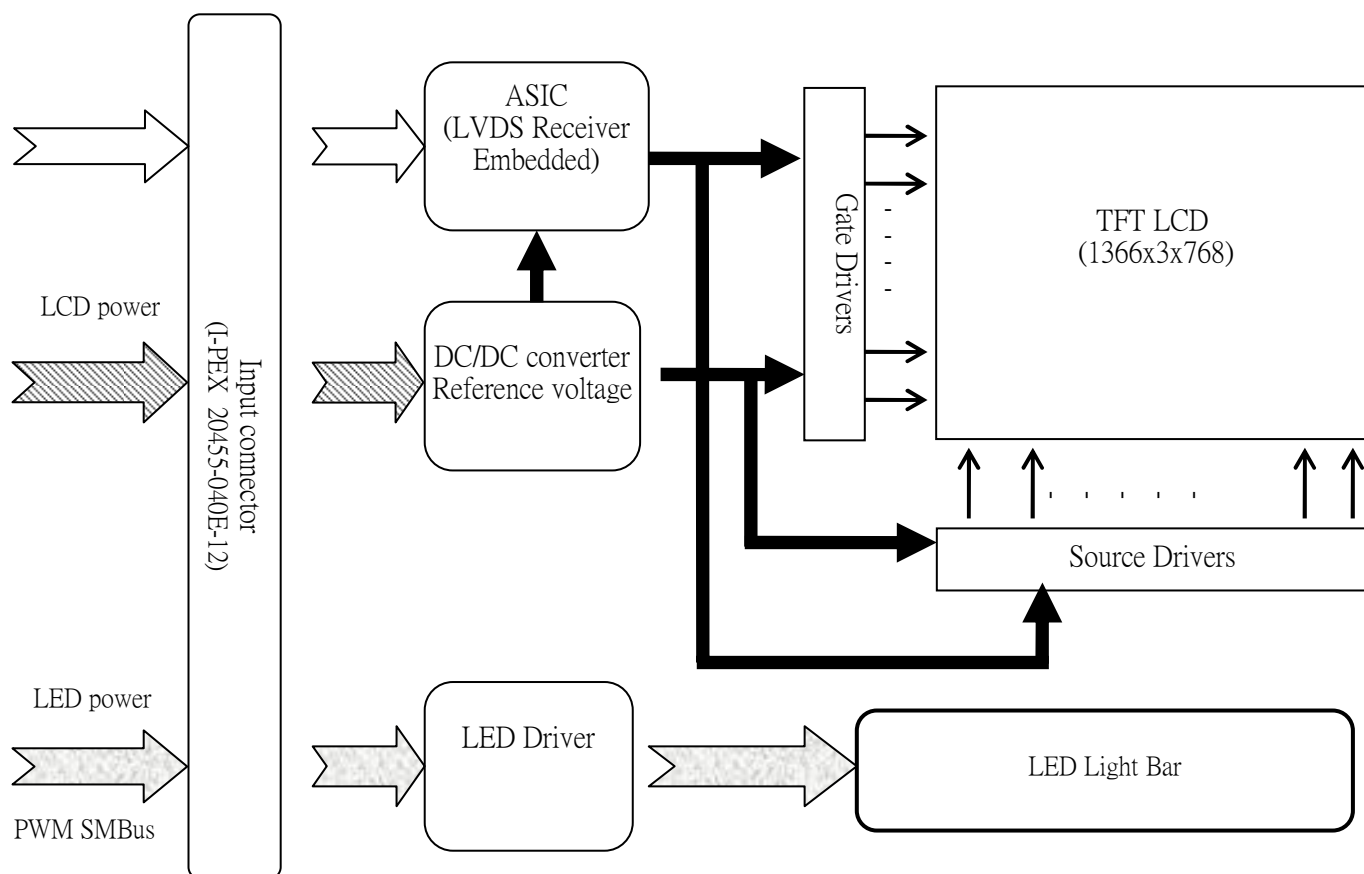 ASIC
(LVDS Receiver
Embedded)
Gate Drivers
TFT LCD
(1366x3x768)
LCD power
Input connector
(I-PEX 20455-040E-12)
DC/DC converter
Reference voltage
Source Drivers
LED power
PWM SMBus
LED Driver
LED Light Bar